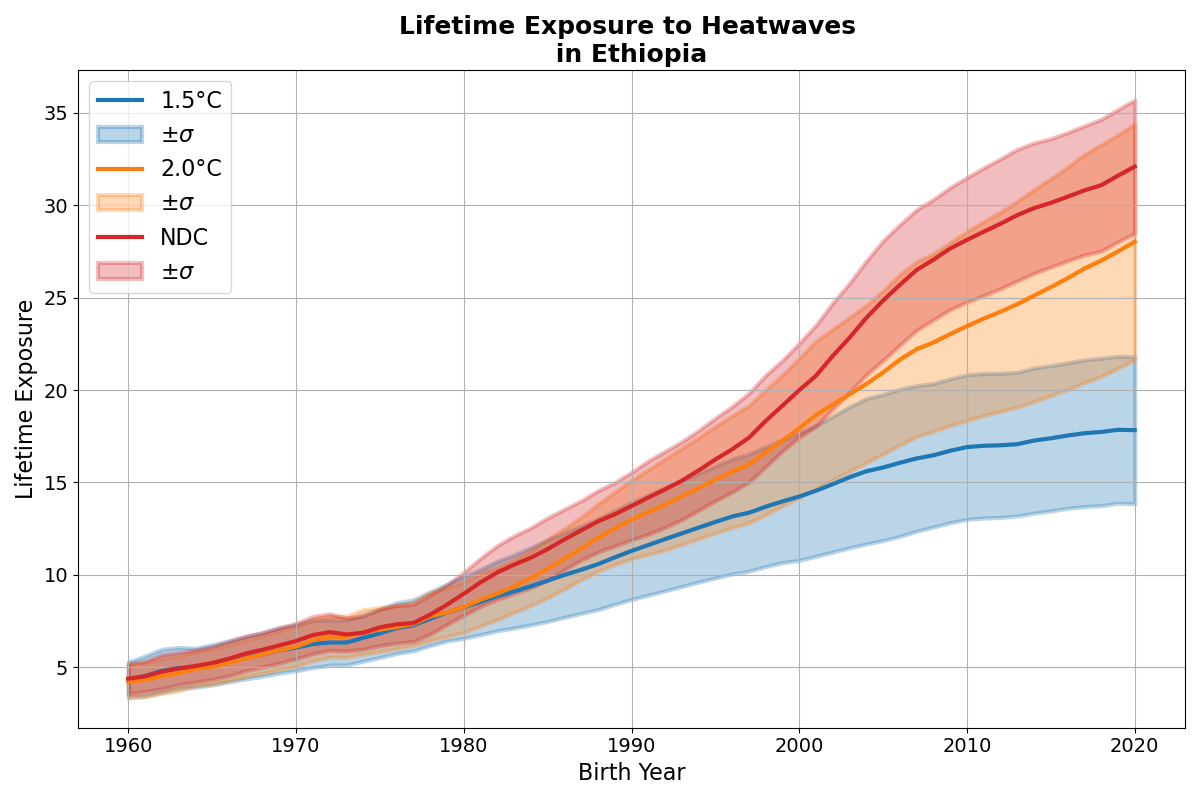 Lifetime Exposure to Heatwaves
in Ethiopia
1.5°C
±σ
2.0°C
±σ
NDC
±σ
Lifetime Exposure
35
30
25
20
15
10
5
1960 1970 1980 1990 2000 2010 2020
Birth Year